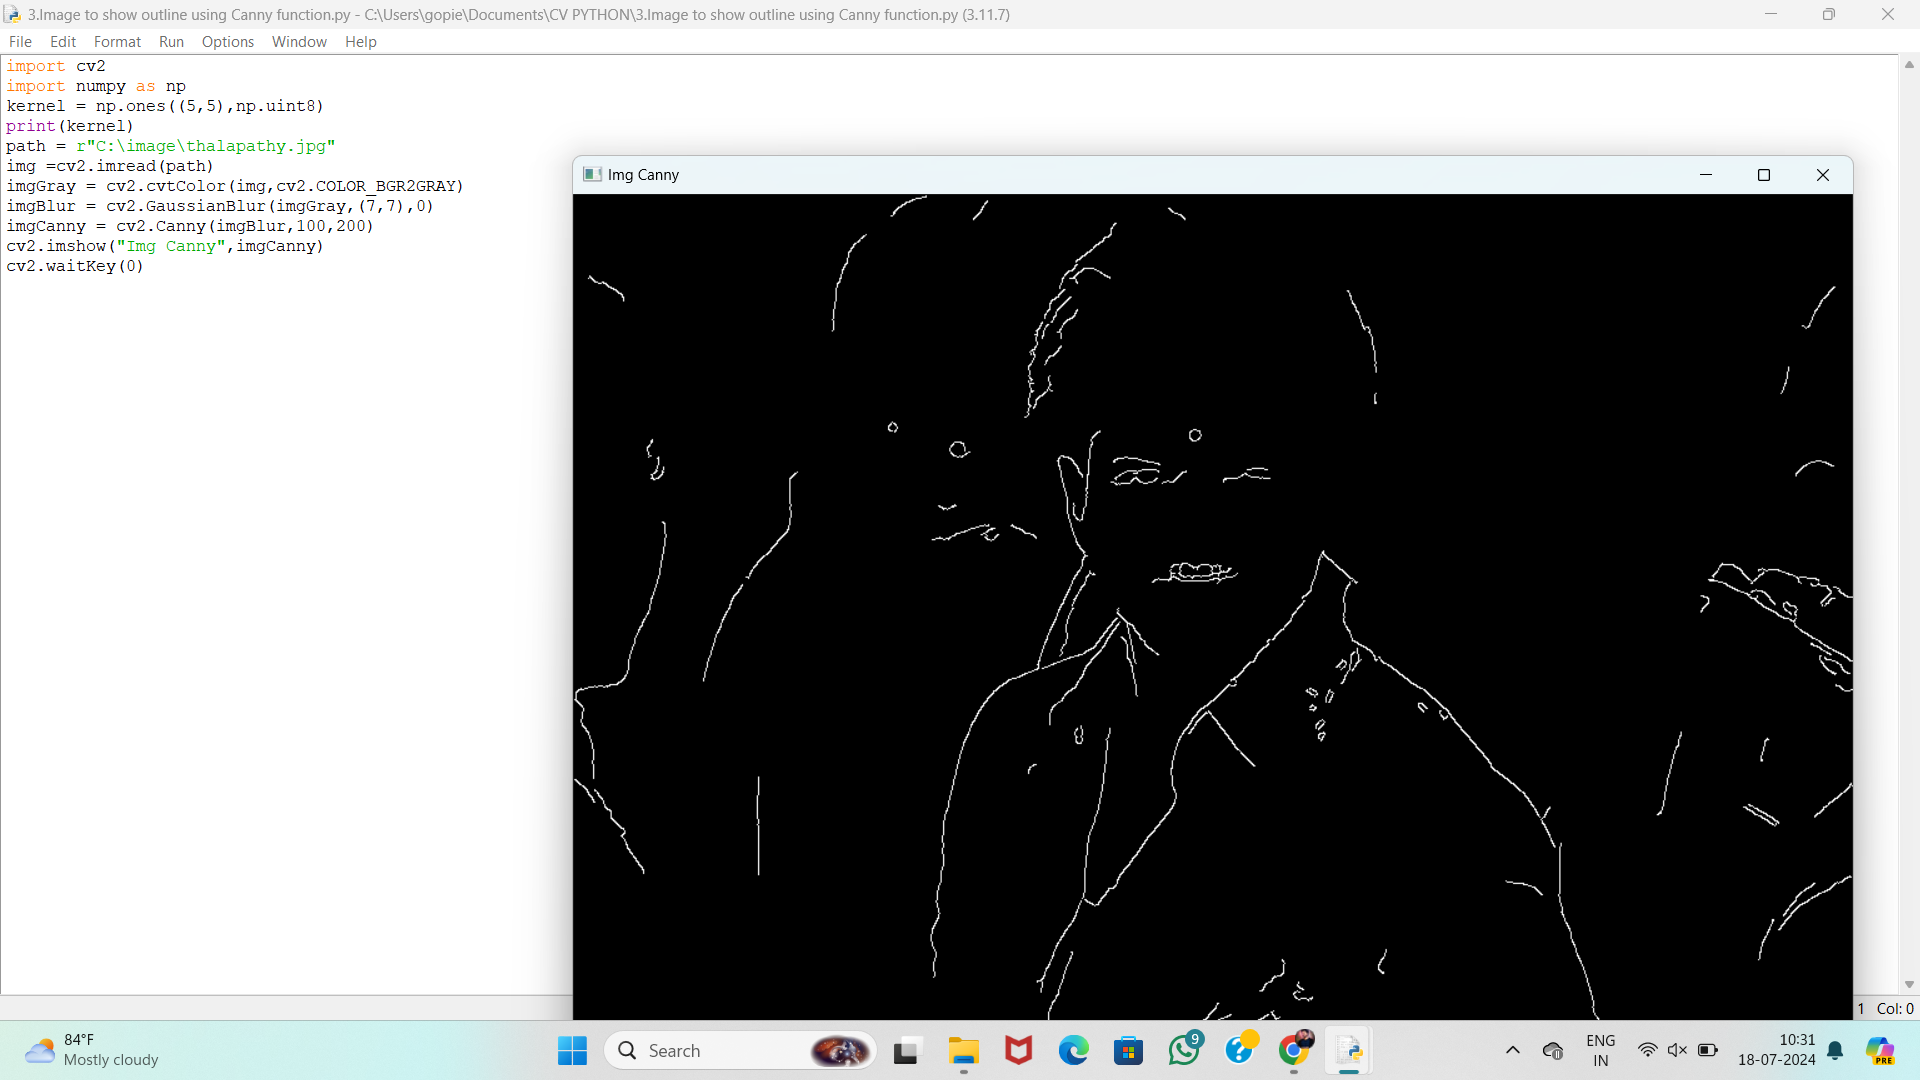 3.Image to show outline using Canny function.py - C:\Users\gopie\Documents\CV PYTHON\3.Image to show outline using Canny function.py (3.11.7)
File Edit Format Run Options Window Help
import cv2
import numpy as np
kernel = np.ones((5,5),np.uint8)
print(kernel)
path = r"C:\image\thalapathy.jpg"
img =cv2.imread(path)
imgGray = cv2.cvtColor(img,cv2.COLOR_BGR2GRAY)
imgBlur = cv2.GaussianBlur(imgGray,(7,7),0)
imgCanny = cv2.Canny(imgBlur,100,200)
cv2.imshow("Img Canny",imgCanny)
cv2.waitKey(0)
Img Canny
1 Col: 0
84°F
Mostly cloudy
Search
9
ENG
IN
10:31
18-07-2024
PRE